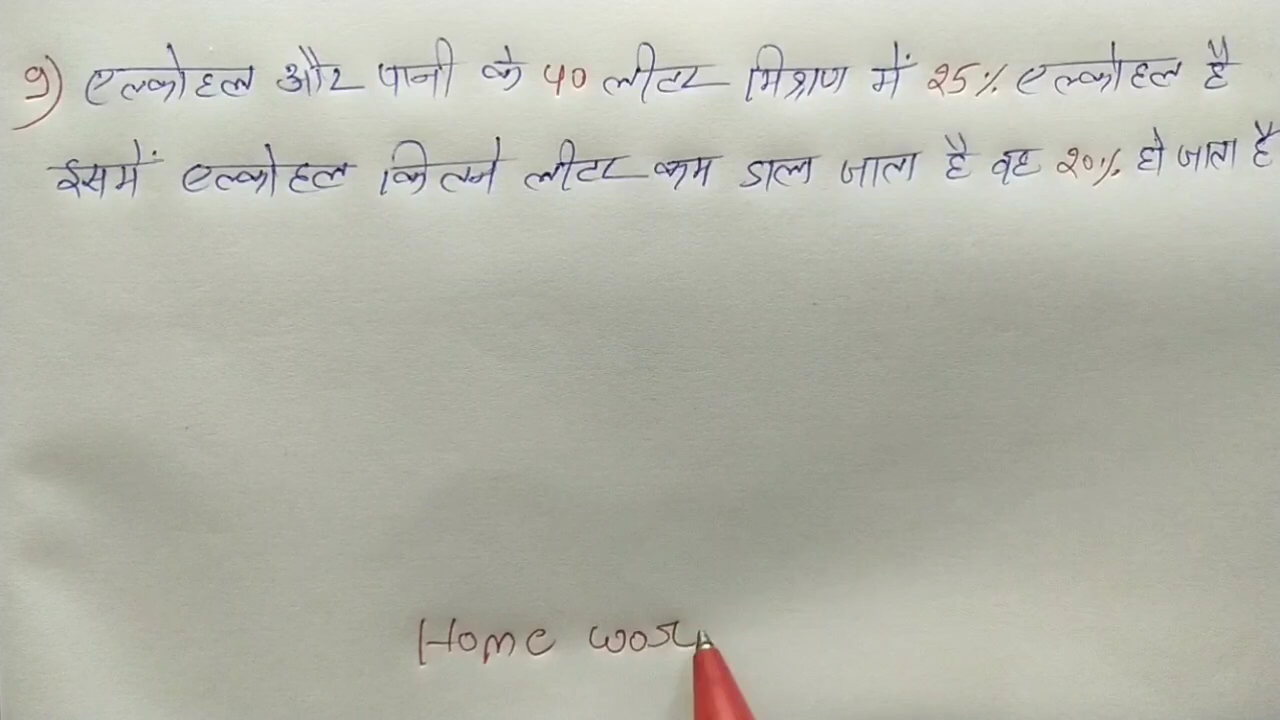 9) एल्कोहल और पानी के 40 लीटर मिश्रण में 25% एल्कोहल है
इसमें एल्कोहल कितने लीटर कम डाल जाता है वह 20% हो जाता है
Home wor